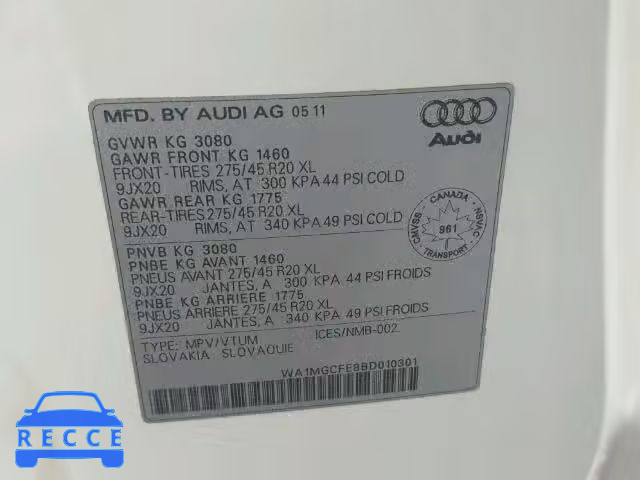 MFD. BY AUDI AG 05 11
Audi
GVWR KG 3080
GAWR FRONT KG 1460
FRONT-TIRES 275/45 R20 XL
9JX20 RIMS, AT 300 KPA 44 PSI COLD
GAWR REAR KG 1775
REAR-TIRES 275/45 R20 XL
9JX20 RIMS, AT 340 KPA 49 PSI COLD
CANADA
CMVSS 961 NSVAC
TRANSPORT
PNVB KG 3080
PNBE KG AVANT 1460
PNEUS AVANT 275/45 R20 XL
9JX20 JANTES, A 300 KPA 44 PSI FROIDS
PNBE KG ARRIERE 1775
PNEUS ARRIERE 275/45 R20 XL
9JX20 JANTES, A 340 KPA 49 PSI FROIDS
TYPE: MPV/VTUM ICES/NMB-002
SLOVAKIA SLOVAQUIE
WA1MGCFE8BD010301
RECCE